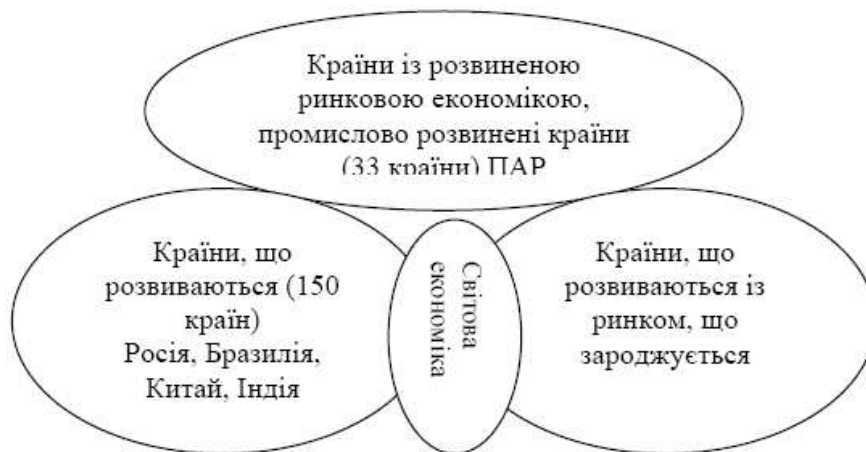 Країни із розвиненою
ринковою економікою,
промислово розвинені країни
(33 країни) ПАР
Країни, що
розвиваються (150
країн)
Росія, Бразилія,
Китай, Індія
Світова
економіка
Країни, що
розвиваються із
ринком, що
зароджується